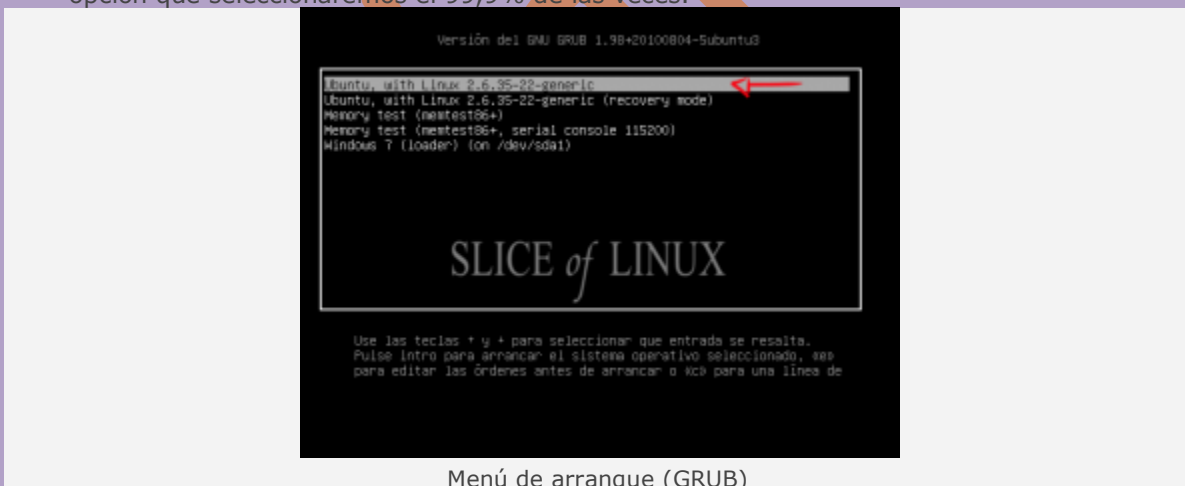 opción que seleccionaremos el 99,9% de las veces.
Versión del GNU GRUB 1.98+20100804-5ubuntu3
Ubuntu, with Linux 2.6.35-22-generic
Ubuntu, with Linux 2.6.35-22-generic (recovery mode)
Memory test (memtest86+)
Memory test (memtest86+, serial console 115200)
Windows 7 (loader) (on /dev/sda1)
SLICE of LINUX
Use las teclas y para seleccionar que entrada se resalta.
Pulse Intro para arrancar el sistema operativo seleccionado, «e»
para editar las órdenes antes de arrancar o «c» para una línea de
Menú de arranque (GRUB)